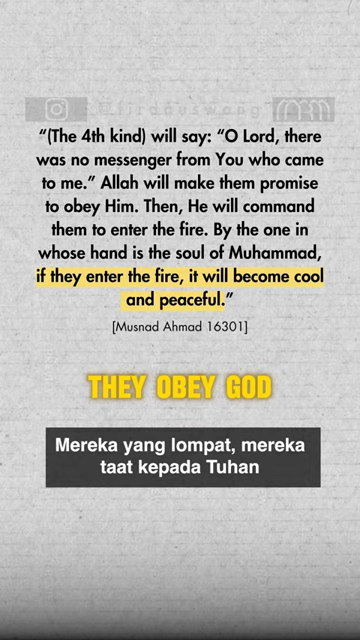 @firdauswong
“(The 4th kind) will say: “O Lord, there
was no messenger from You who came
to me.” Allah will make them promise
to obey Him. Then, He will command
them to enter the fire. By the one in
whose hand is the soul of Muhammad,
if they enter the fire, it will become cool
and peaceful.”
[Musnad Ahmad 16301]
THEY OBEY GOD
Mereka yang lompat, mereka
taat kepada Tuhan